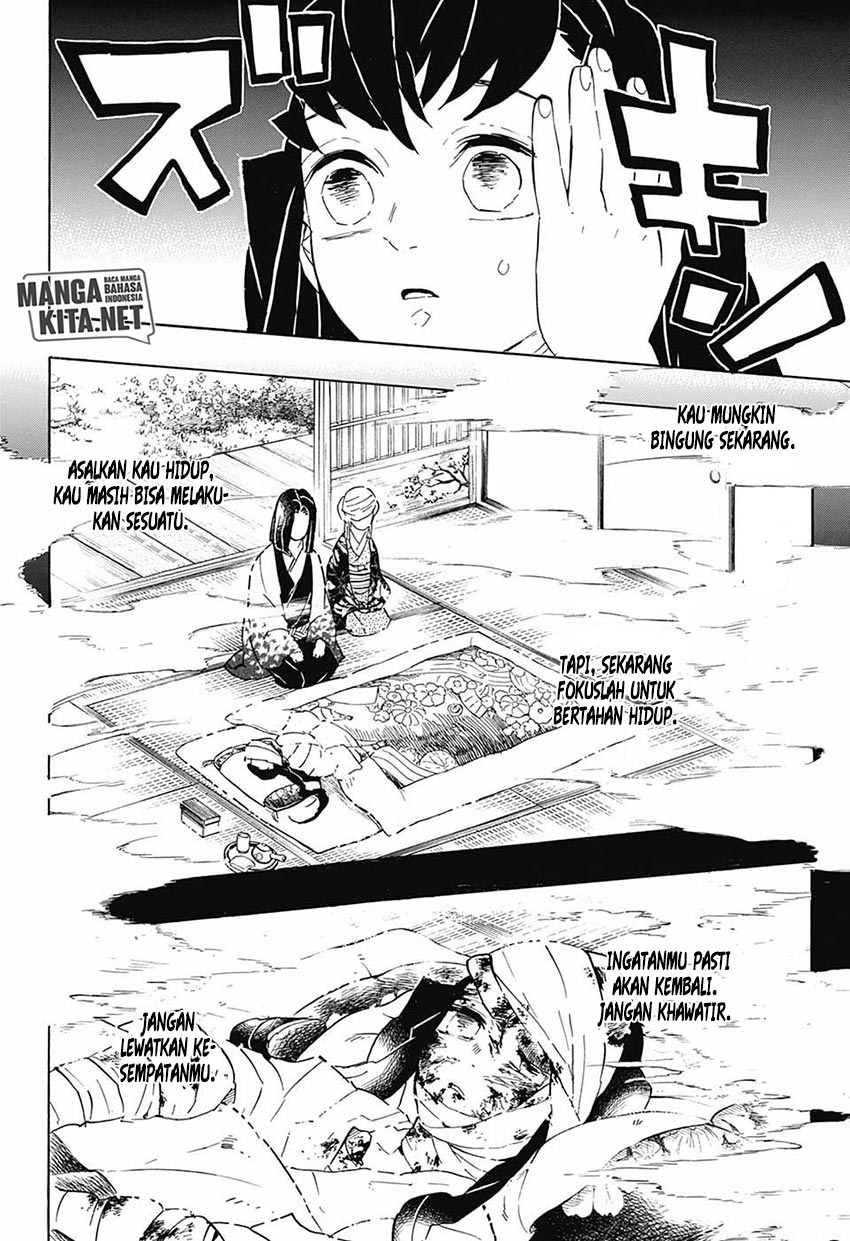 ズキン!
MANGA
KITA.NET
BACA MANGA
BAHASA
INDONESIA
KAU MUNGKIN
BINGUNG SEKARANG.
ASALKAN KAU HIDUP,
KAU MASIH BISA MELAKU-
KAN SESUATU.
TAPI, SEKARANG
FOKUSLAH UNTUK
BERTAHAN HIDUP.
INGATANMU PASTI
AKAN KEMBALI.
JANGAN KHAWATIR.
JANGAN
LEWATKAN KE-
SEMPATANMU.